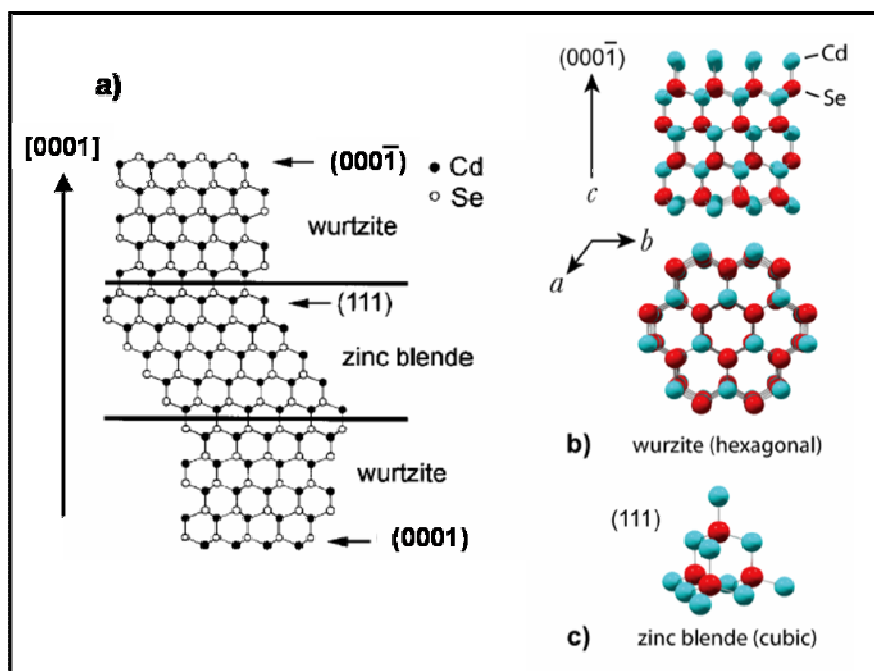 a)
[0001]
(0001̄)
● Cd
○ Se
wurtzite
(111)
zinc blende
wurtzite
(0001)
(0001̄)
Cd
Se
c
b
a
b) wurzite (hexagonal)
(111)
c) zinc blende (cubic)